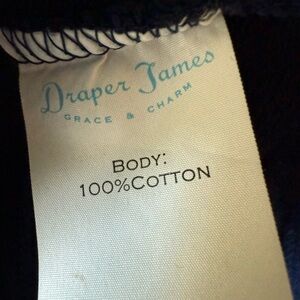 Draper James
GRACE & CHARM
BODY:
100%COTTON